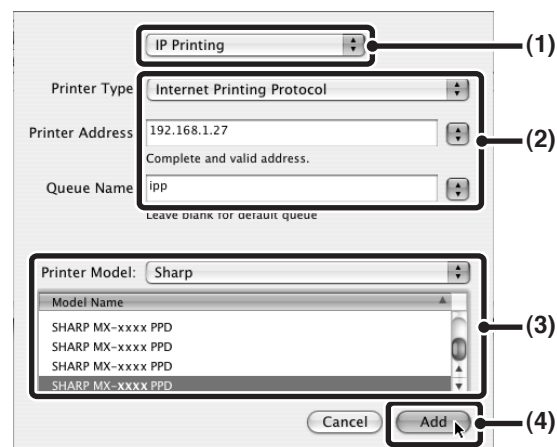 IP Printing
(1)
Printer Type Internet Printing Protocol
Printer Address 192.168.1.27
(2)
Complete and valid address.
Queue Name ipp
Leave blank for default queue
Printer Model: Sharp
Model Name
SHARP MX-xxxx PPD
SHARP MX-xxxx PPD
(3)
SHARP MX-xxxx PPD
SHARP MX-xxxx PPD
Cancel Add
(4)